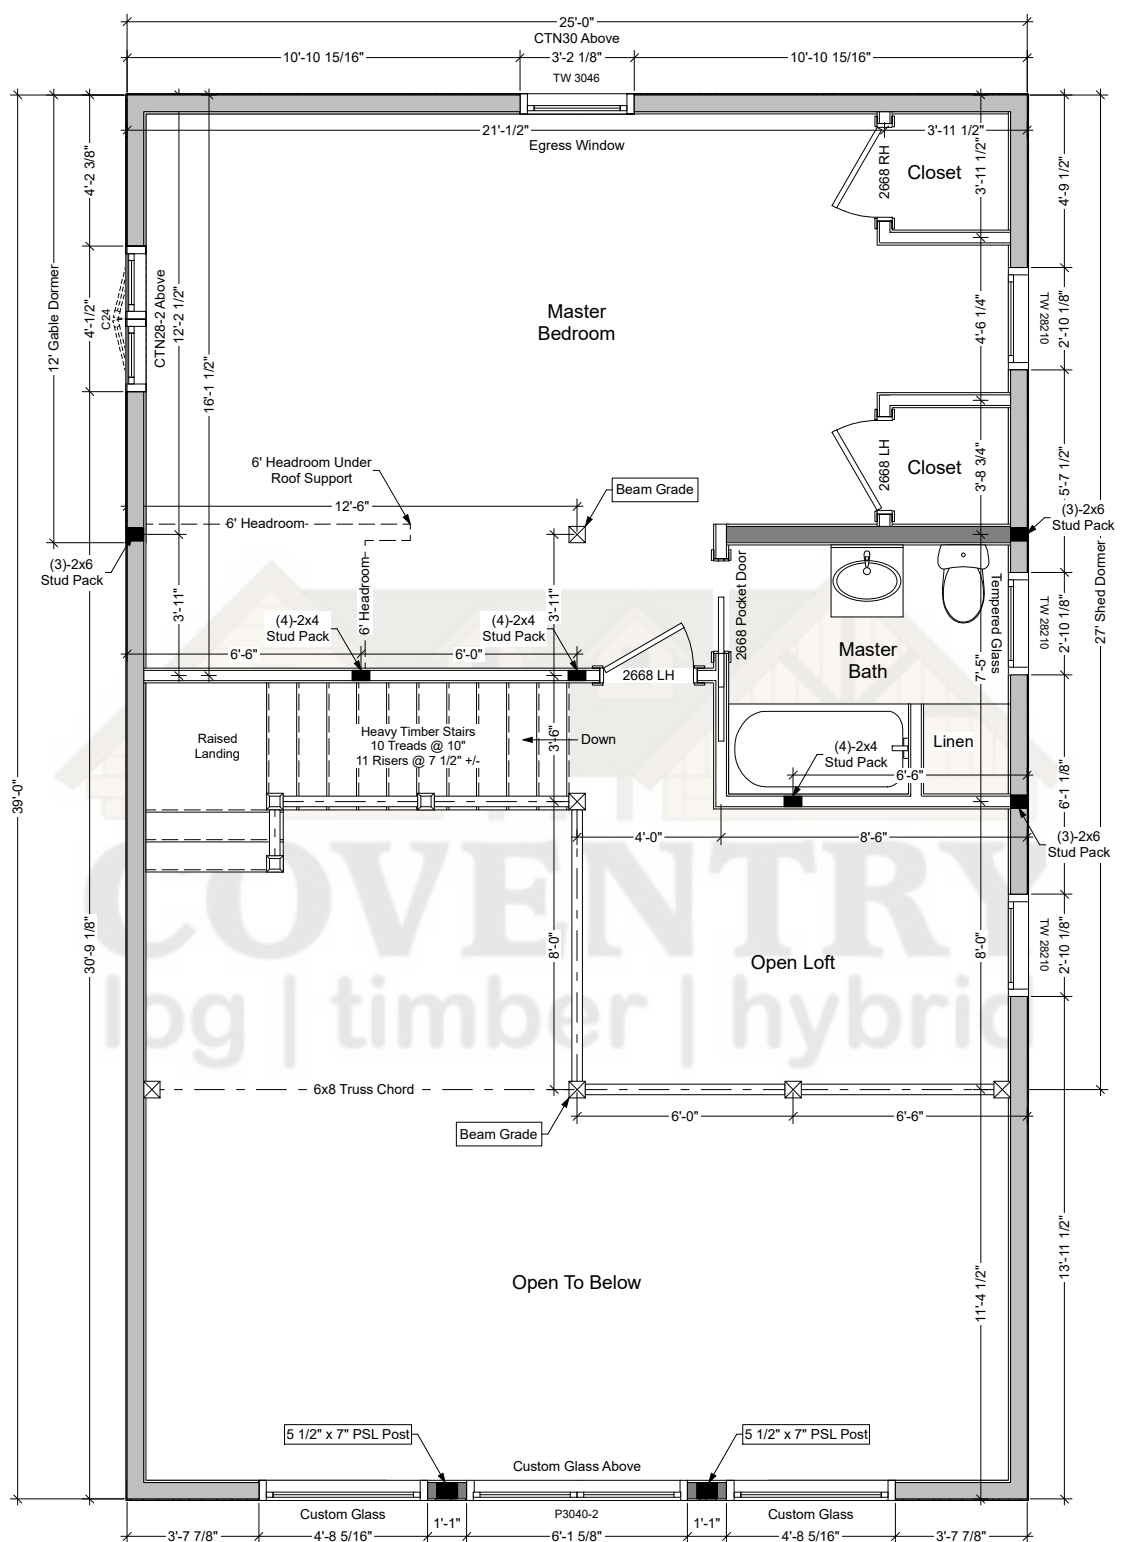 25'-0"
CTN30 Above
10'-10 15/16"
3'-2 1/8"
10'-10 15/16"
TW 3046
21'-1/2"
3'-11 1/2"
Egress Window
4'-2 3/8"
2668 RH
Closet
3'-11 1/2"
4'-9 1/2"
12' Gable Dormer
4'-1/2"
C24
CTN28-2 Above
12'-2 1/2"
16'-1 1/2"
Master
Bedroom
4'-6 1/4"
TW 28210
2'-10 1/8"
2668 LH
Closet
3'-8 3/4"
5'-7 1/2"
6' Headroom Under
Roof Support
Beam Grade
12'-6"
6' Headroom
(3)-2x6
Stud Pack
(3)-2x6
Stud Pack
27' Shed Dormer
3'-11"
6' Headroom
3'-11"
2668 Pocket Door
Tempered Glass
TW 28210
2'-10 1/8"
(4)-2x4
Stud Pack
(4)-2x4
Stud Pack
6'-6"
6'-0"
Master
Bath
2668 LH
7'-5"
Raised
Landing
Heavy Timber Stairs
10 Treads @ 10"
11 Risers @ 7 1/2" +/-
3'-6"
Down
(4)-2x4
Stud Pack
Linen
6'-6"
6'-1 1/8"
39'-0"
4'-0"
8'-6"
(3)-2x6
Stud Pack
COVENTRY
log | timber | hybrid
30'-9 1/8"
8'-0"
Open Loft
8'-0"
TW 28210
2'-10 1/8"
6x8 Truss Chord
6'-0"
6'-6"
Beam Grade
Open To Below
11'-4 1/2"
13'-11 1/2"
5 1/2" x 7" PSL Post
5 1/2" x 7" PSL Post
Custom Glass Above
Custom Glass
P3040-2
Custom Glass
3'-7 7/8"
4'-8 5/16"
1'-1"
6'-1 5/8"
1'-1"
4'-8 5/16"
3'-7 7/8"